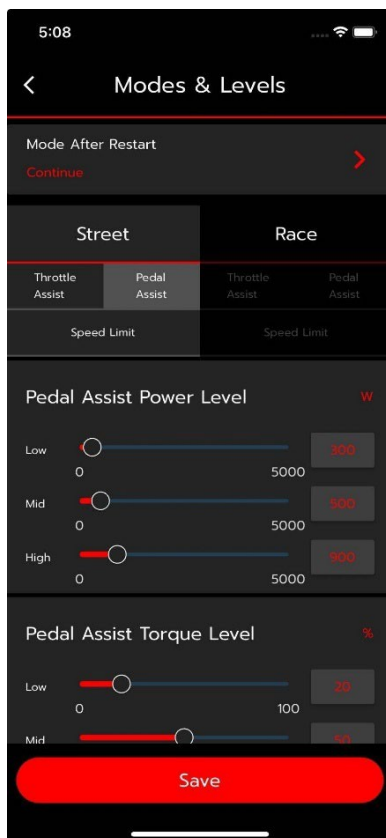 5:08
Modes & Levels
Mode After Restart
Continue
Street Race
Throttle Assist Pedal Assist Throttle Assist Pedal Assist
Speed Limit Speed Limit
Pedal Assist Power Level W
Low 300
0 5000
Mid 500
0 5000
High 900
0 5000
Pedal Assist Torque Level %
Low 20
0 100
Mid 50
Save